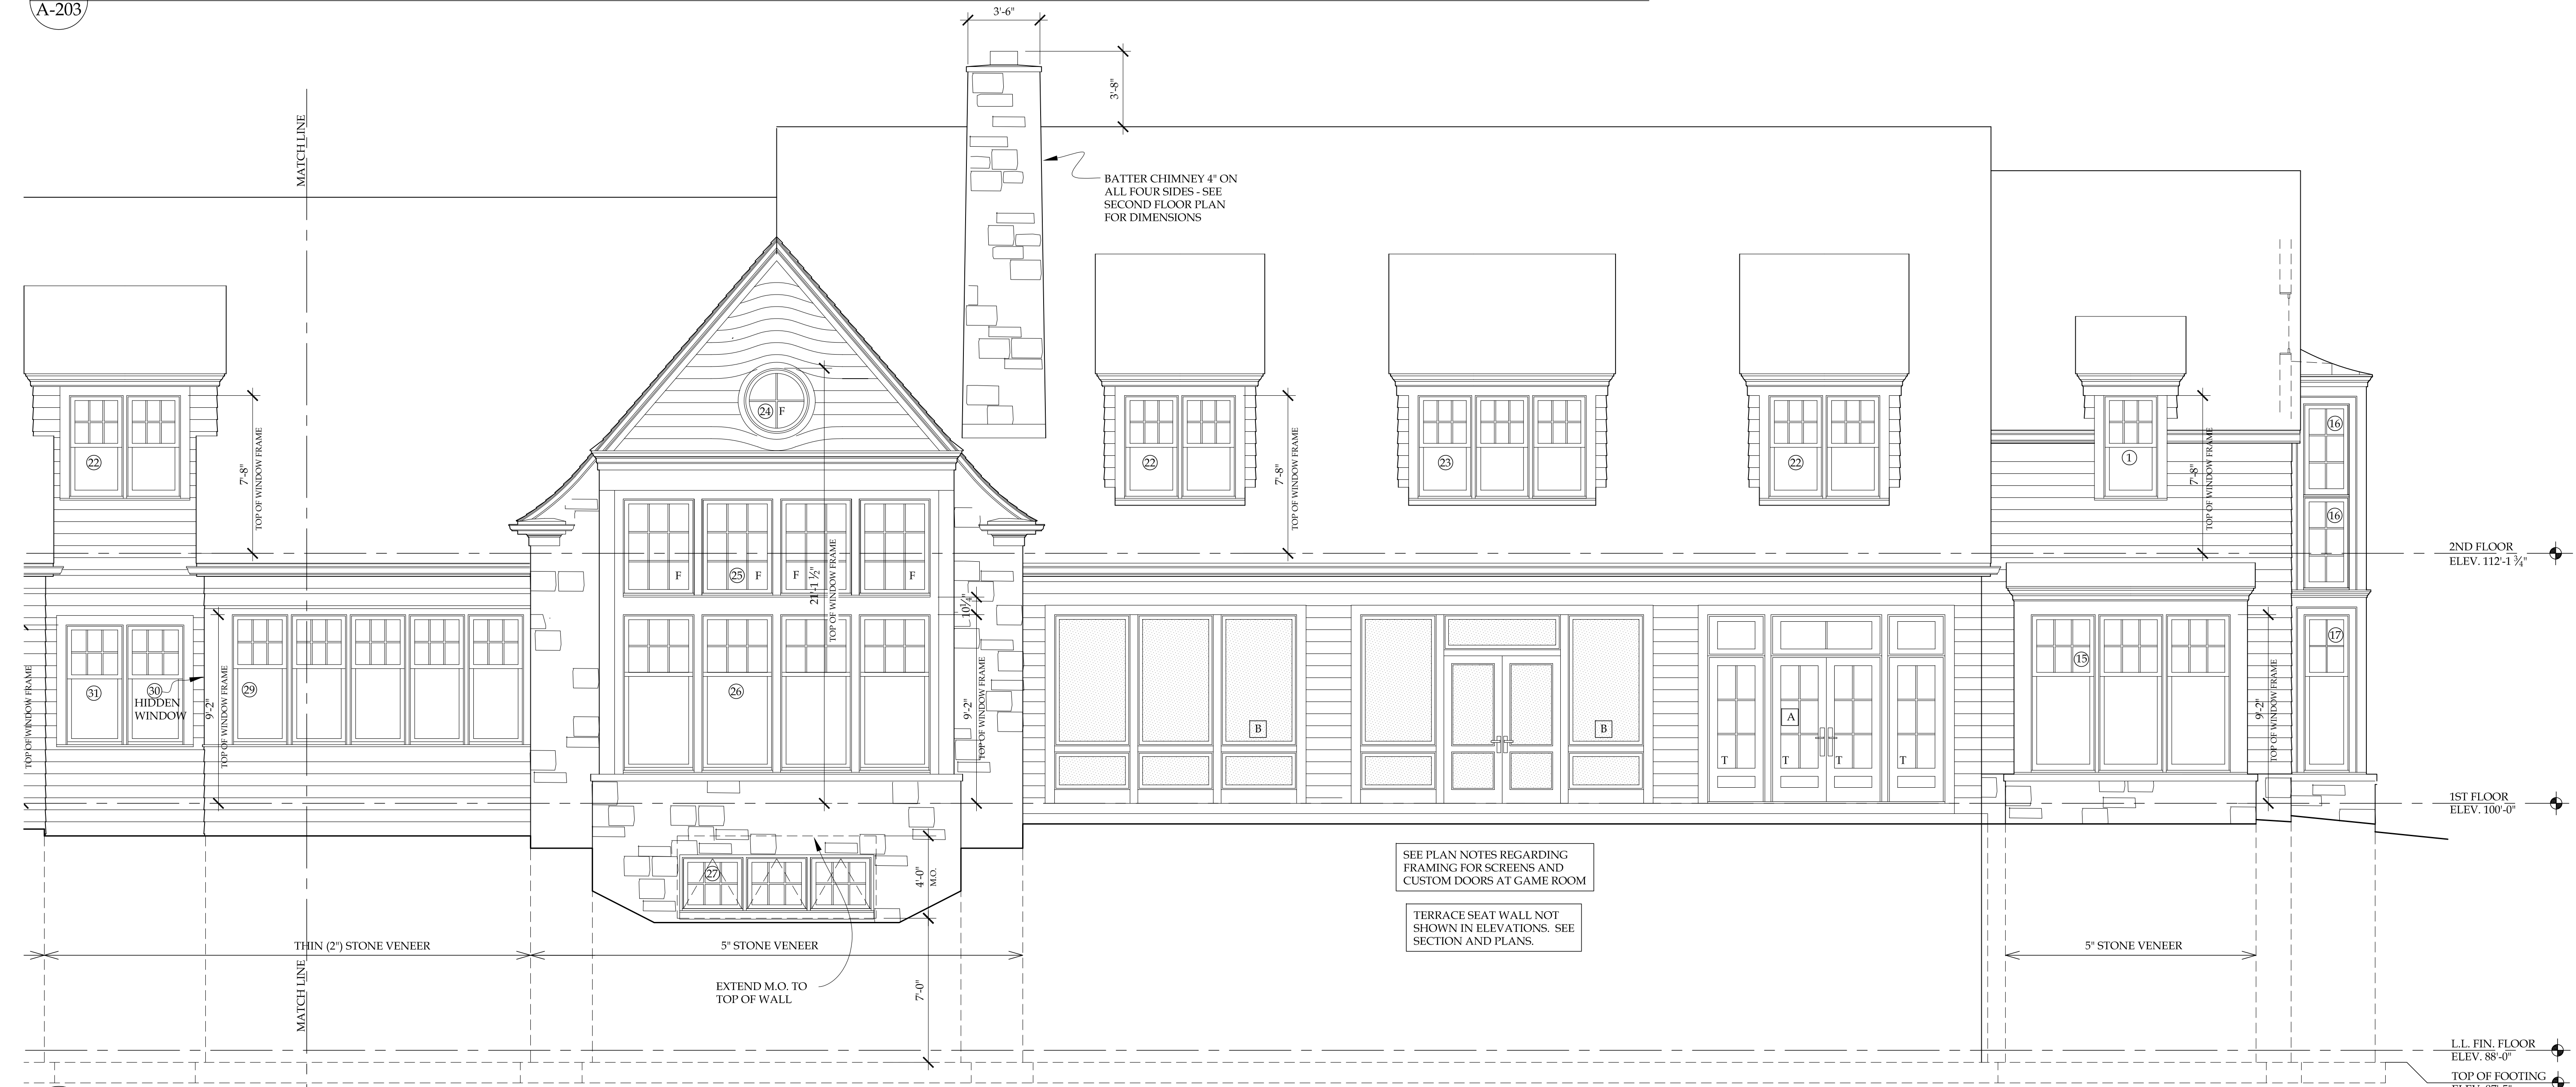 A-203
3'-6"
3'-8"
MATCH LINE
BATTER CHIMNEY 4" ON
ALL FOUR SIDES - SEE
SECOND FLOOR PLAN
FOR DIMENSIONS
22
7'-8"
TOP OF WINDOW FRAME
24
F
22
7'-8"
TOP OF WINDOW FRAME
23
22
1
7'-8"
TOP OF WINDOW FRAME
16
16
2ND FLOOR
ELEV. 112'-1 3/4"
F
25
F
F
F
21'-1 1/2"
TOP OF WINDOW FRAME
10 1/4"
TOP OF WINDOW FRAME
31
30
HIDDEN
WINDOW
9'-2"
TOP OF WINDOW FRAME
29
26
9'-2"
TOP OF WINDOW FRAME
B
B
T
A
T
T
T
15
9'-2"
TOP OF WINDOW FRAME
17
1ST FLOOR
ELEV. 100'-0"
27
4'-0"
M.O.
SEE PLAN NOTES REGARDING
FRAMING FOR SCREENS AND
CUSTOM DOORS AT GAME ROOM
TERRACE SEAT WALL NOT
SHOWN IN ELEVATIONS. SEE
SECTION AND PLANS.
THIN (2") STONE VENEER
5" STONE VENEER
5" STONE VENEER
MATCH LINE
EXTEND M.O. TO
TOP OF WALL
7'-0"
L.L. FIN. FLOOR
ELEV. 88'-0"
TOP OF FOOTING